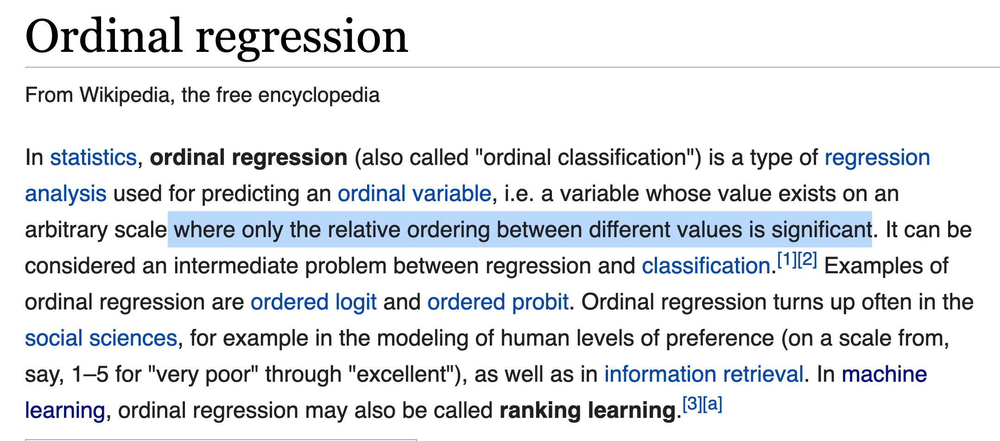 Ordinal regression
From Wikipedia, the free encyclopedia
In statistics, ordinal regression (also called "ordinal classification") is a type of regression
analysis used for predicting an ordinal variable, i.e. a variable whose value exists on an
arbitrary scale where only the relative ordering between different values is significant. It can be
considered an intermediate problem between regression and classification.[1][2] Examples of
ordinal regression are ordered logit and ordered probit. Ordinal regression turns up often in the
social sciences, for example in the modeling of human levels of preference (on a scale from,
say, 1–5 for "very poor" through "excellent"), as well as in information retrieval. In machine
learning, ordinal regression may also be called ranking learning.[3][a]